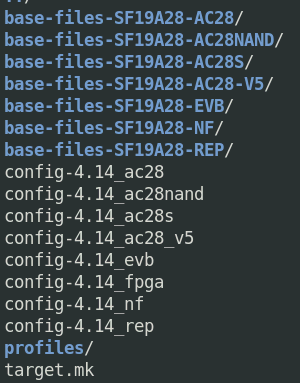 ../
base-files-SF19A28-AC28/
base-files-SF19A28-AC28NAND/
base-files-SF19A28-AC28S/
base-files-SF19A28-AC28-V5/
base-files-SF19A28-EVB/
base-files-SF19A28-NF/
base-files-SF19A28-REP/
config-4.14_ac28
config-4.14_ac28nand
config-4.14_ac28s
config-4.14_ac28_v5
config-4.14_evb
config-4.14_fpga
config-4.14_nf
config-4.14_rep
profiles/
target.mk